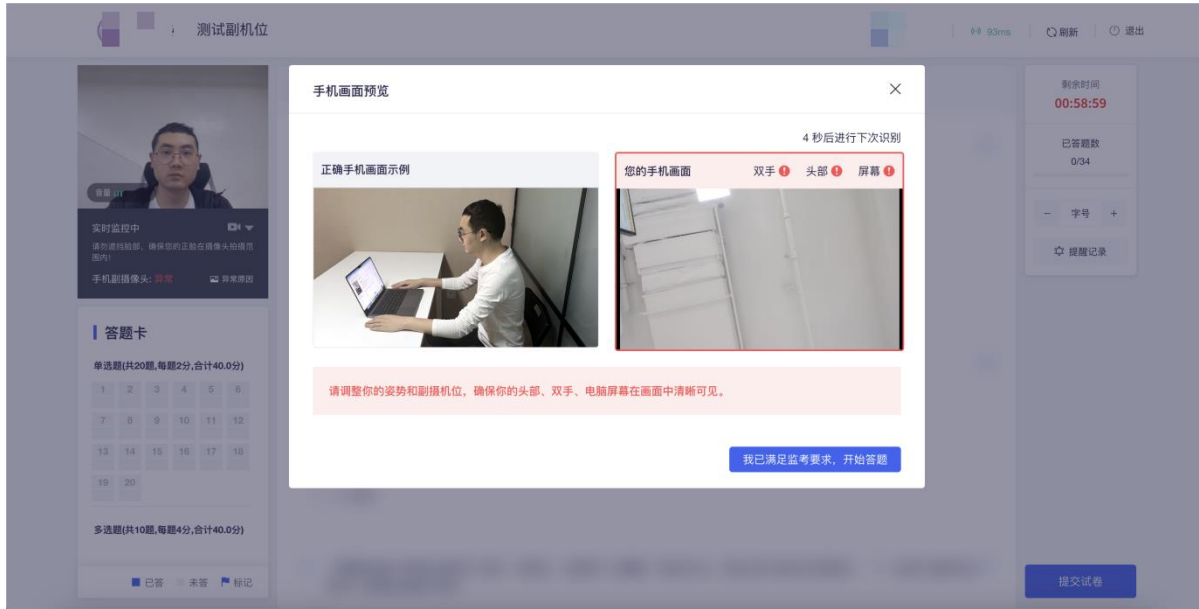 测试副机位
93ms
刷新
退出
音量
实时监控中
请勿遮挡脸部、确保您的正脸在摄像头拍摄范
围内!
手机副摄像头: 异常
异常原因
答题卡
单选题(共20题,每题2分,合计40.0分)
1 2 3 4 5 6
7 8 9 10 11 12
13 14 15 16 17 18
19 20
多选题(共10题,每题4分,合计40.0分)
已答
未答
标记
手机画面预览
4 秒后进行下次识别
正确手机画面示例
您的手机画面
双手
头部
屏幕
请调整你的姿势和副摄机位，确保你的头部、双手、电脑屏幕在画面中清晰可见。
我已满足监考要求，开始答题
剩余时间
00:58:59
已答题数
0/34
- 字号 +
提醒记录
提交试卷